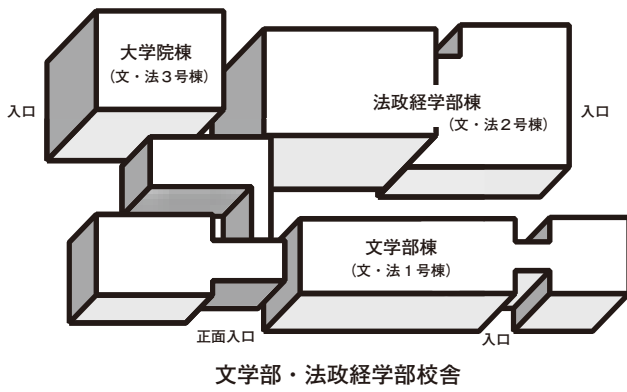 大学院棟
(文・法3号棟)
入口
法政経学部棟
(文・法2号棟)
入口
文学部棟
(文・法1号棟)
正面入口
入口
文学部・法政経学部校舎